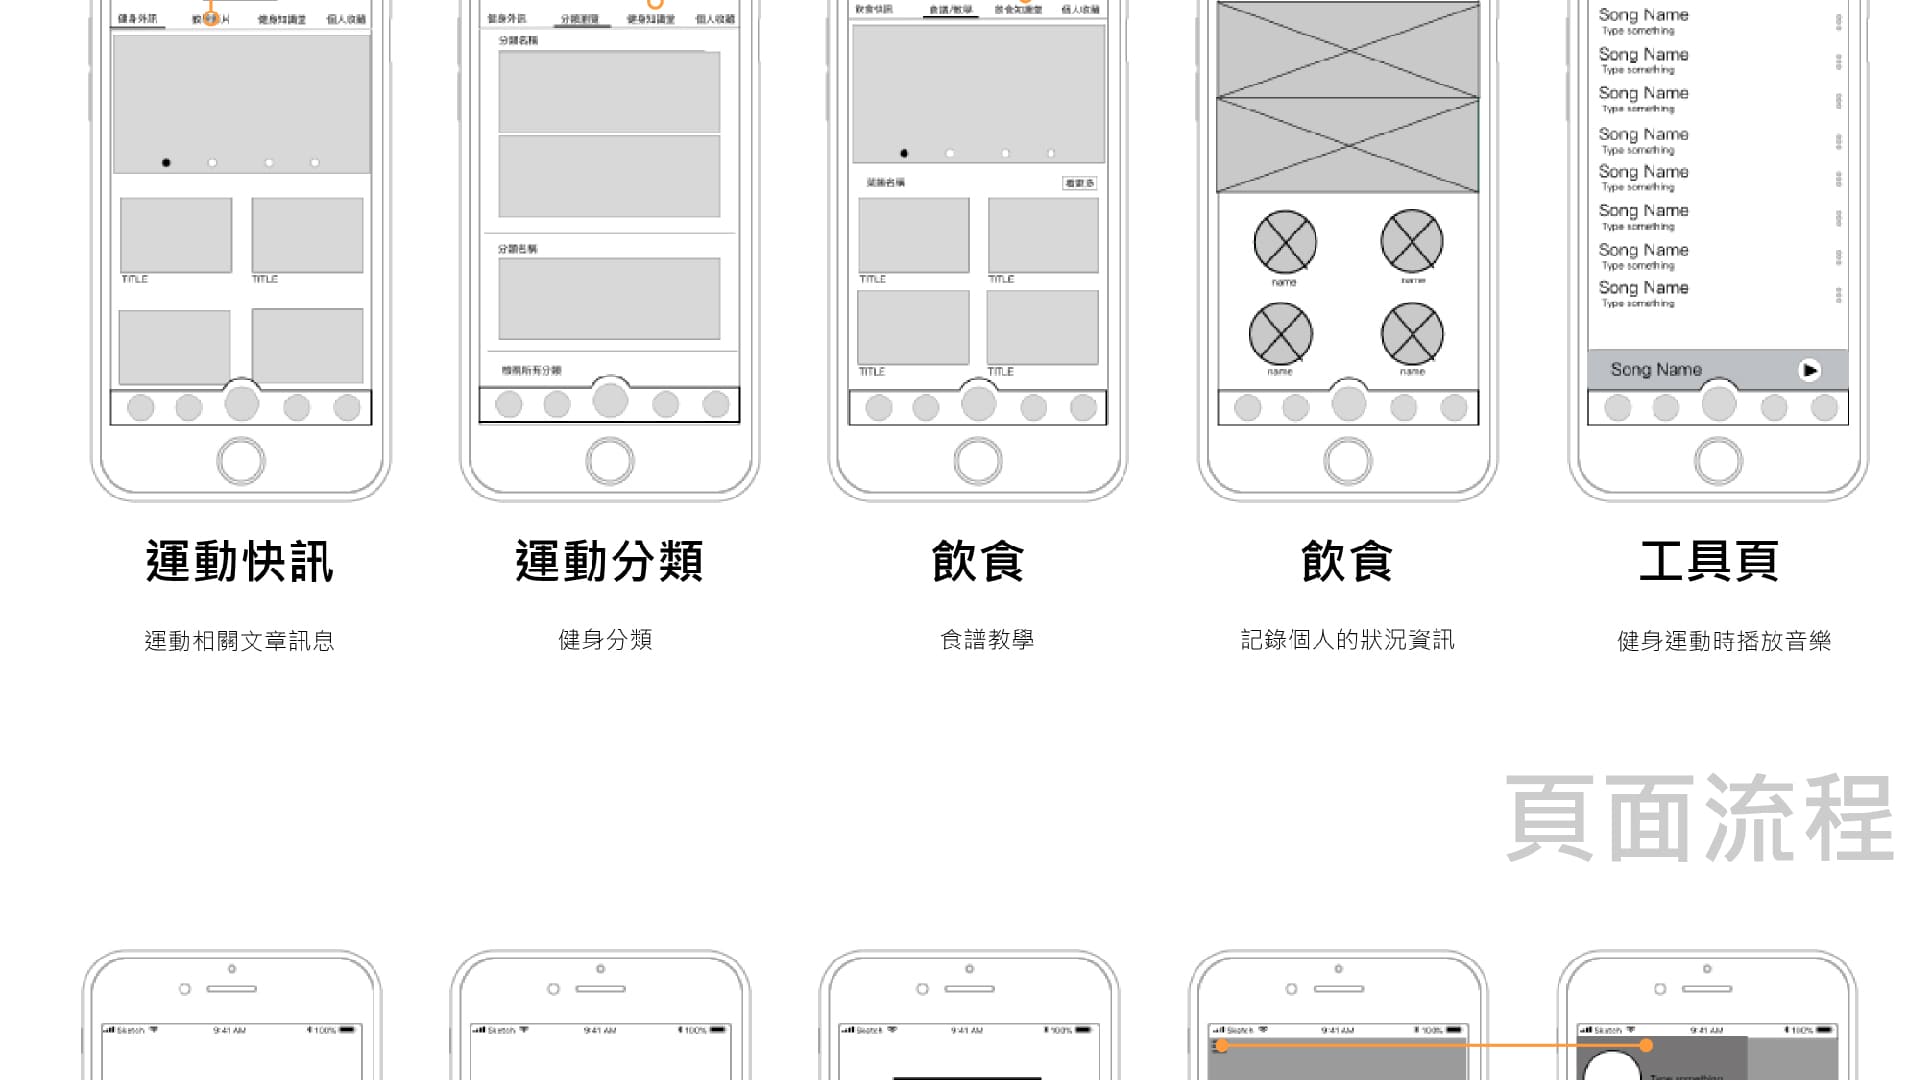 健身外訊
健身知識堂
個人收藏
TITLE
TITLE
健身外訊
分類瀏覽
健身知識堂
個人收藏
分類名稱
分類名稱
檢視所有分類
飲食快訊
食譜/教學
飲食知識堂
個人收藏
菜譜名稱
看更多
TITLE
TITLE
TITLE
TITLE
name
name
name
name
Song Name
Type something
Song Name
Type something
Song Name
Type something
Song Name
Type something
Song Name
Type something
Song Name
Type something
Song Name
Type something
Song Name
Type something
Song Name
運動快訊
運動分類
飲食
飲食
工具頁
運動相關文章訊息
健身分類
食譜教學
記錄個人的狀況資訊
健身運動時播放音樂
頁面流程
Sketch 9:41 AM 100%
Sketch 9:41 AM 100%
Sketch 9:41 AM 100%
Sketch 9:41 AM 100%
Sketch 9:41 AM 100%
Type something